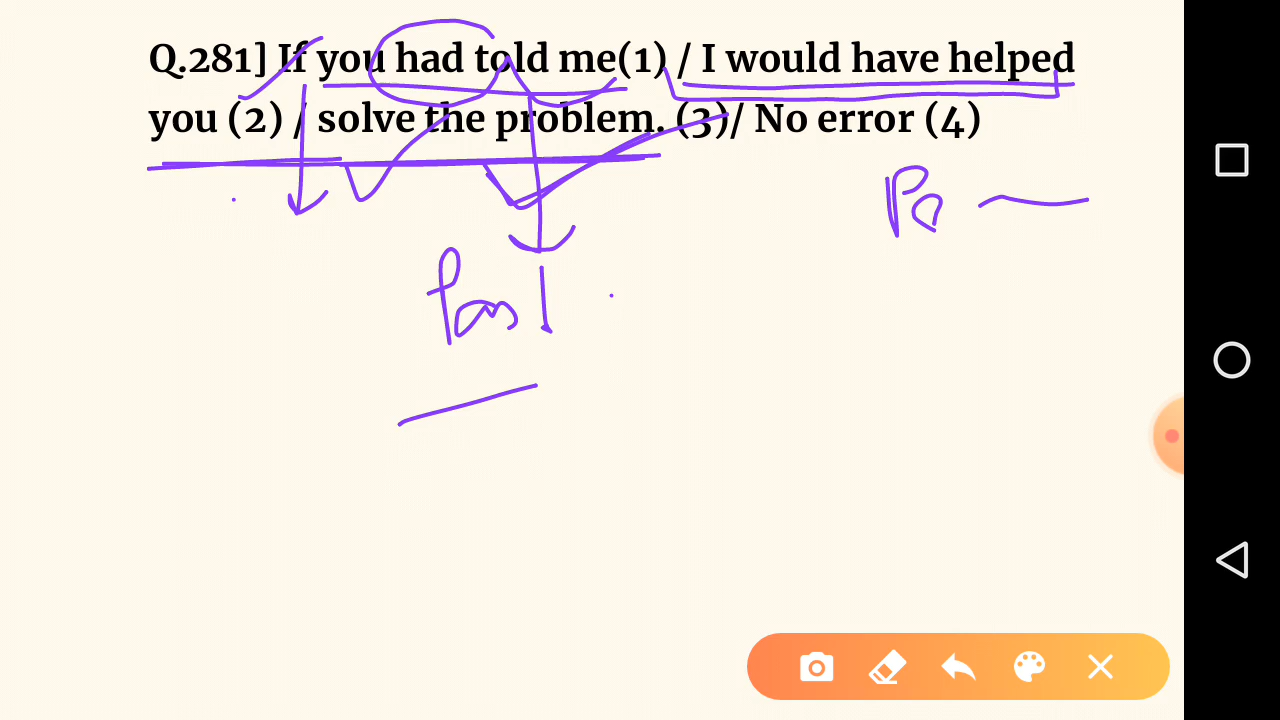 Q.281] If you had told me(1) / I would have helped
you (2) / solve the problem. (3)/ No error (4)
Past